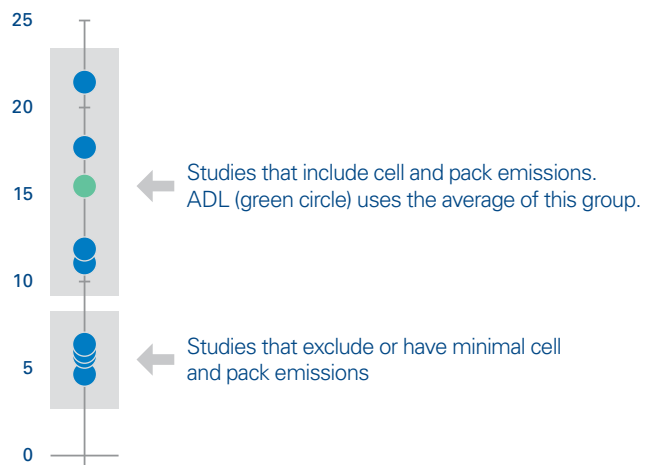 25
20
Studies that include cell and pack emissions.
ADL (green circle) uses the average of this group.
15
10
Studies that exclude or have minimal cell
and pack emissions
5
0